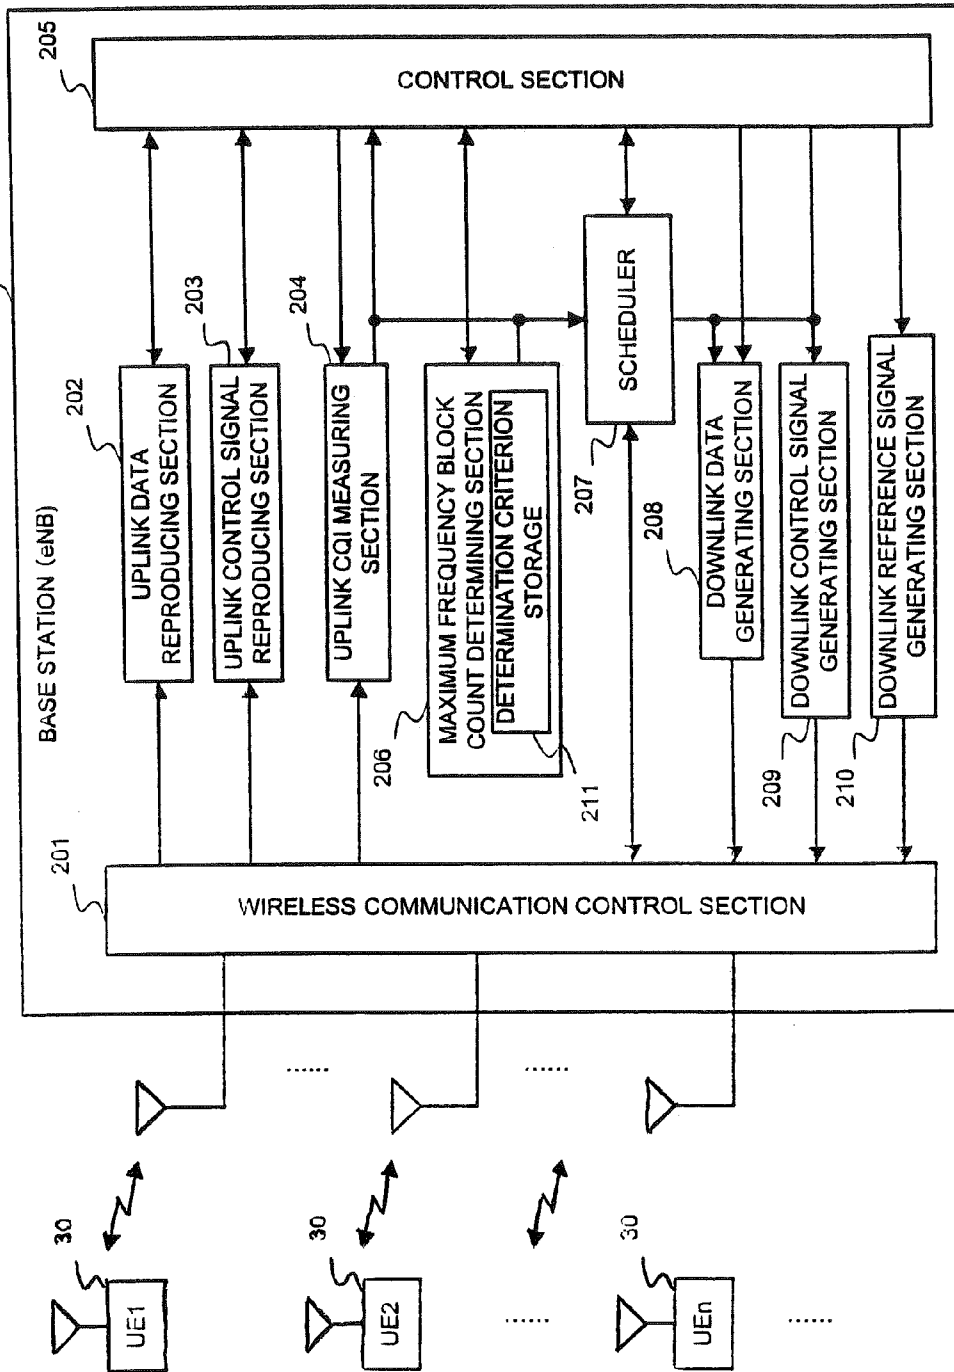 BASE STATION (eNB)
201
WIRELESS COMMUNICATION CONTROL SECTION
202
UPLINK DATA
REPRODUCING SECTION
203
UPLINK CONTROL SIGNAL
REPRODUCING SECTION
204
UPLINK CQI MEASURING
SECTION
205
CONTROL SECTION
206
MAXIMUM FREQUENCY BLOCK
COUNT DETERMINING SECTION
DETERMINATION CRITERION
STORAGE
211
207
SCHEDULER
208
DOWNLINK DATA
GENERATING SECTION
209
DOWNLINK CONTROL SIGNAL
GENERATING SECTION
210
DOWNLINK REFERENCE SIGNAL
GENERATING SECTION
30
UE1
30
UE2
......
30
UEn
......
......
......